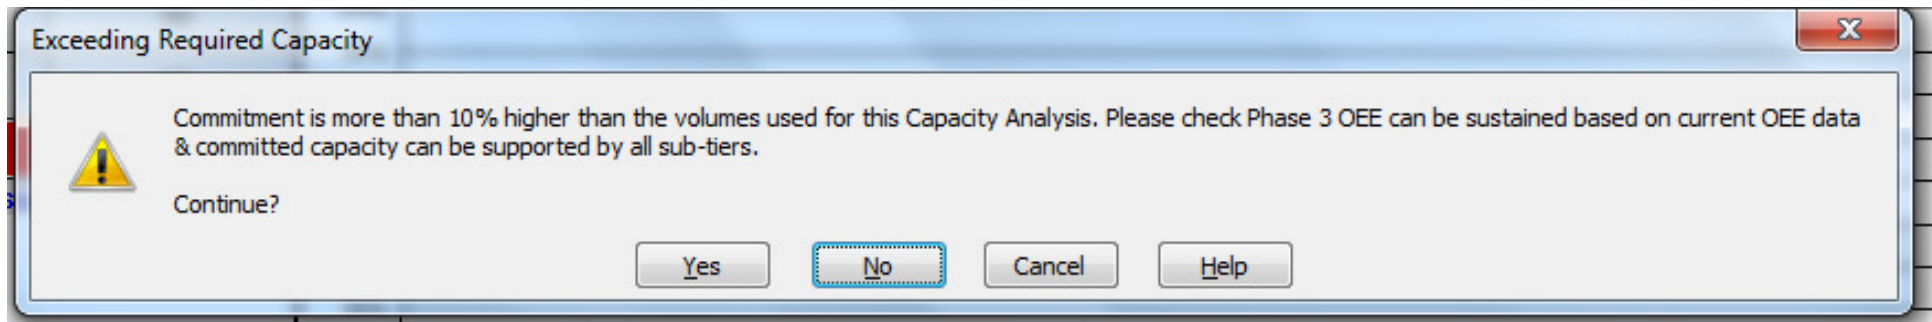 Exceeding Required Capacity
Commitment is more than 10% higher than the volumes used for this Capacity Analysis. Please check Phase 3 OEE can be sustained based on current OEE data
& committed capacity can be supported by all sub-tiers.
Continue?
Yes
No
Cancel
Help